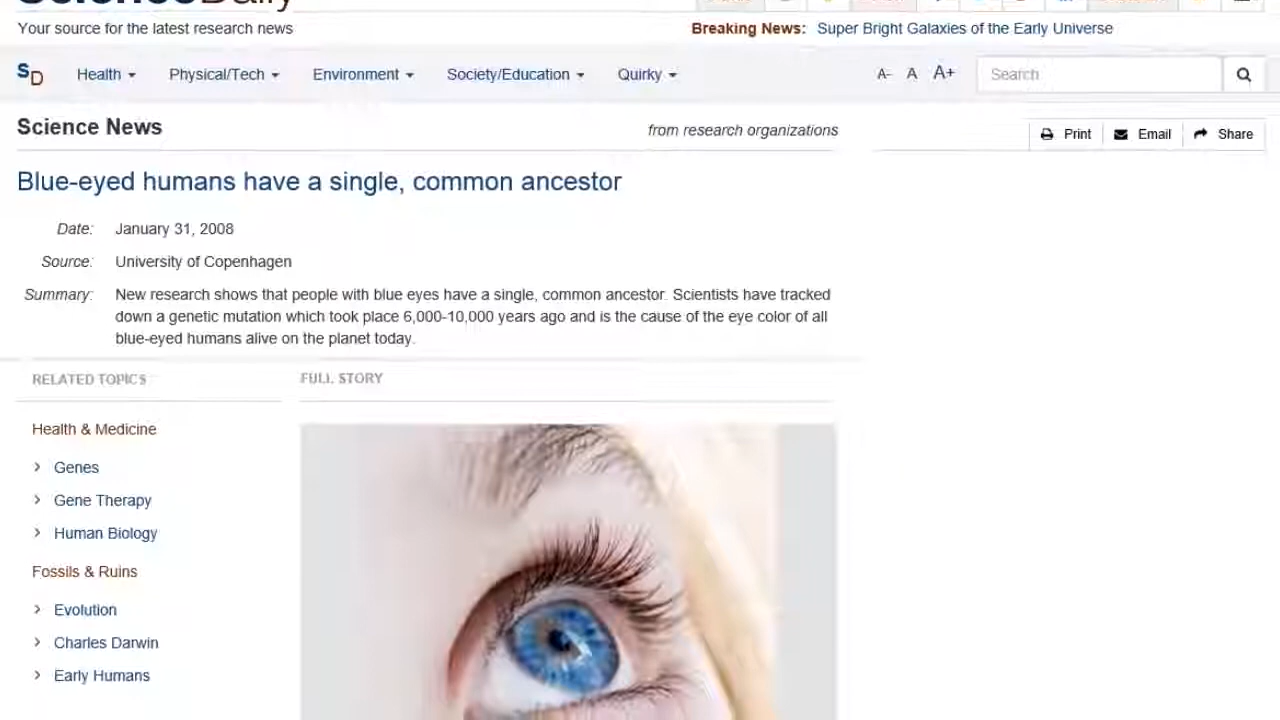 ScienceDaily
Your source for the latest research news
Breaking News: Super Bright Galaxies of the Early Universe
SD Health Physical/Tech Environment Society/Education Quirky A- A A+ Search
Science News from research organizations Print Email Share
Blue-eyed humans have a single, common ancestor
Date: January 31, 2008
Source: University of Copenhagen
Summary: New research shows that people with blue eyes have a single, common ancestor. Scientists have tracked
down a genetic mutation which took place 6,000-10,000 years ago and is the cause of the eye color of all
blue-eyed humans alive on the planet today.
RELATED TOPICS
Health & Medicine
Genes
Gene Therapy
Human Biology
Fossils & Ruins
Evolution
Charles Darwin
Early Humans
FULL STORY